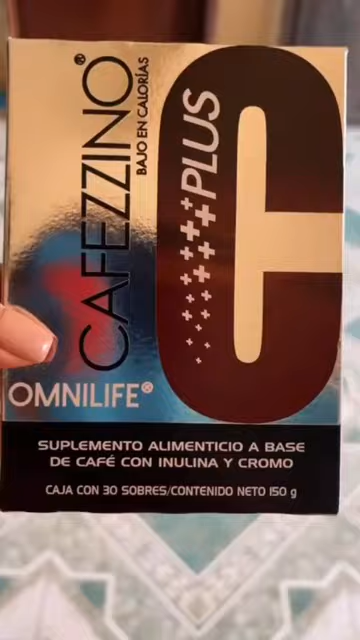 CAFEZZINO®
BAJO EN CALORÍAS
C
PLUS
OMNILIFE®
SUPLEMENTO ALIMENTICIO A BASE
DE CAFÉ CON INULINA Y CROMO
CAJA CON 30 SOBRES/CONTENIDO NETO 150 g